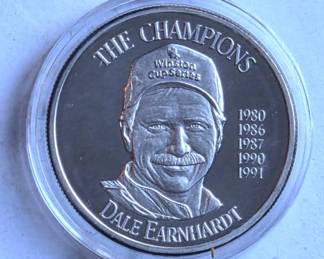 THE CHAMPIONS
Winston
Cup Series
1980
1986
1987
1990
1991
DALE EARNHARDT